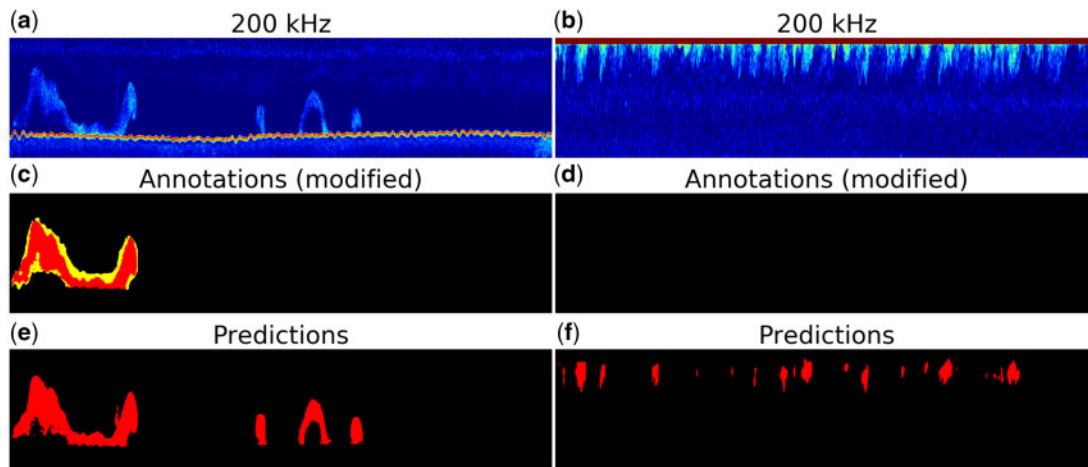 (a) 200 kHz
(b) 200 kHz
(c) Annotations (modified)
(d) Annotations (modified)
(e) Predictions
(f) Predictions